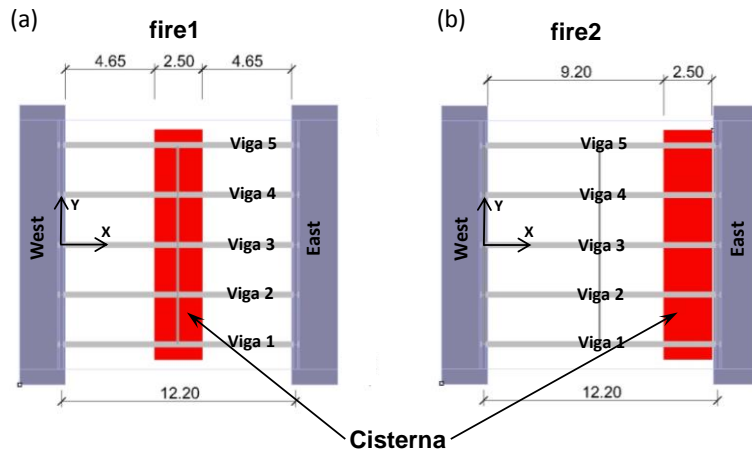 (a)
fire1
4.65 2.50 4.65
Viga 5
Viga 4
Y
X
Viga 3
West
East
Viga 2
Viga 1
12.20
(b)
fire2
9.20 2.50
Viga 5
Viga 4
Y
X
Viga 3
West
East
Viga 2
Viga 1
12.20
Cisterna